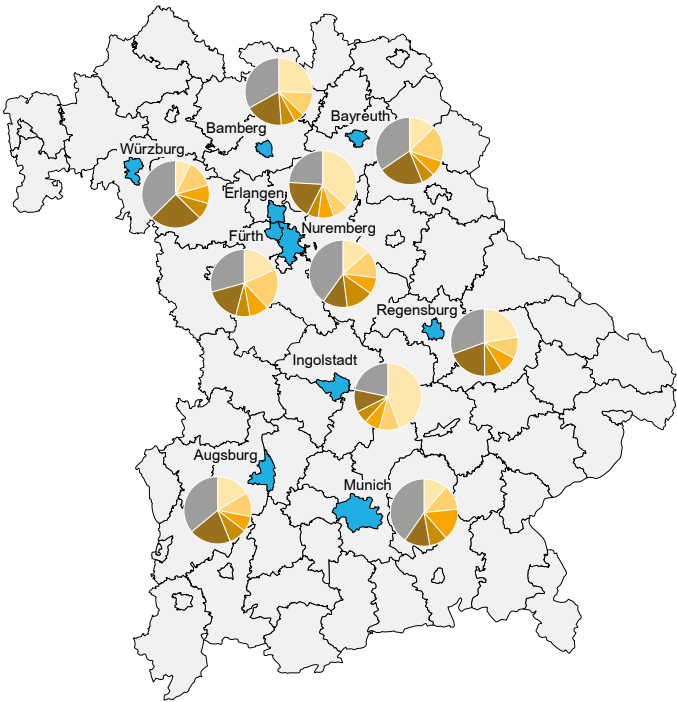 Bayreuth
Bamberg
Würzburg
Erlangen
Nuremberg
Fürth
Regensburg
Ingolstadt
Augsburg
Munich